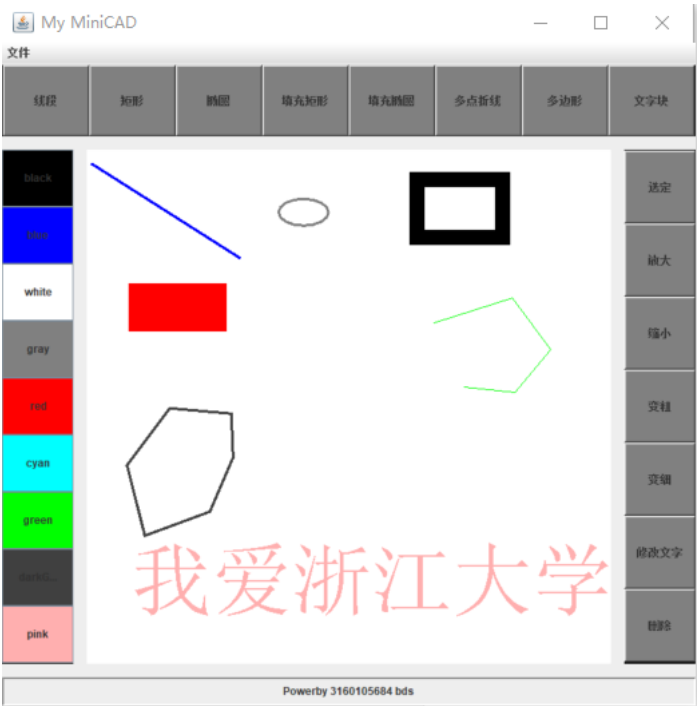 My MiniCAD
文件
线段 矩形 椭圆 填充矩形 填充椭圆 多点折线 多边形 文字块
black
blue
white
gray
red
cyan
green
pink
选定
放大
缩小
变粗
变细
修改文字
删除
我爱浙江大学
Powerby 3160105684 bds